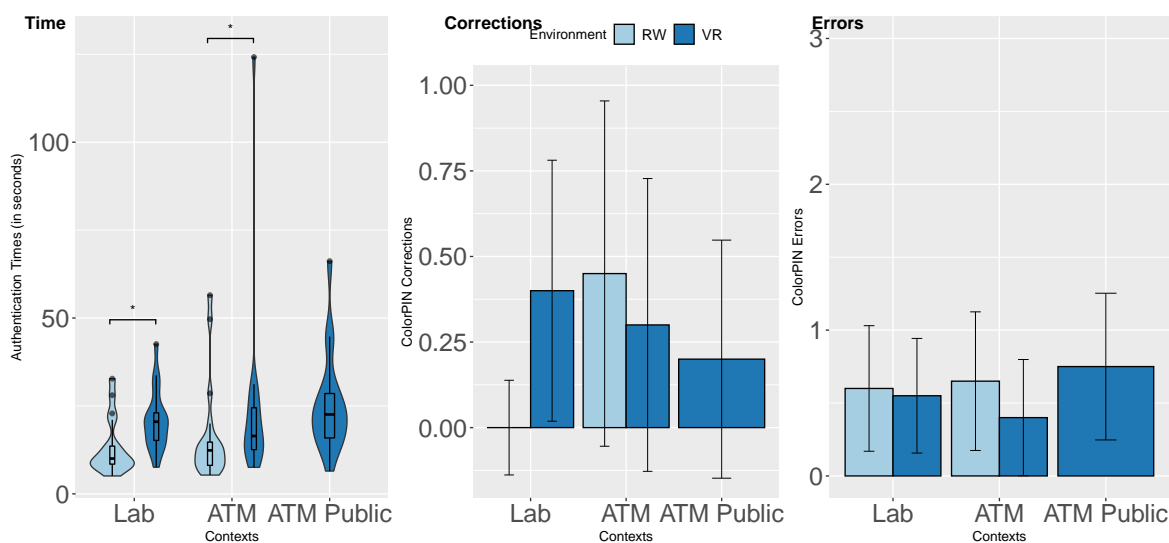 Time
*
*
Authentication Times (in seconds)
100
50
0
Lab
ATM
ATM Public
Contexts
Corrections
Environment RW VR
ColorPIN Corrections
1.00
0.75
0.50
0.25
0.00
Lab
ATM
ATM Public
Contexts
Errors
ColorPIN Errors
3
2
1
0
Lab
ATM
ATM Public
Contexts